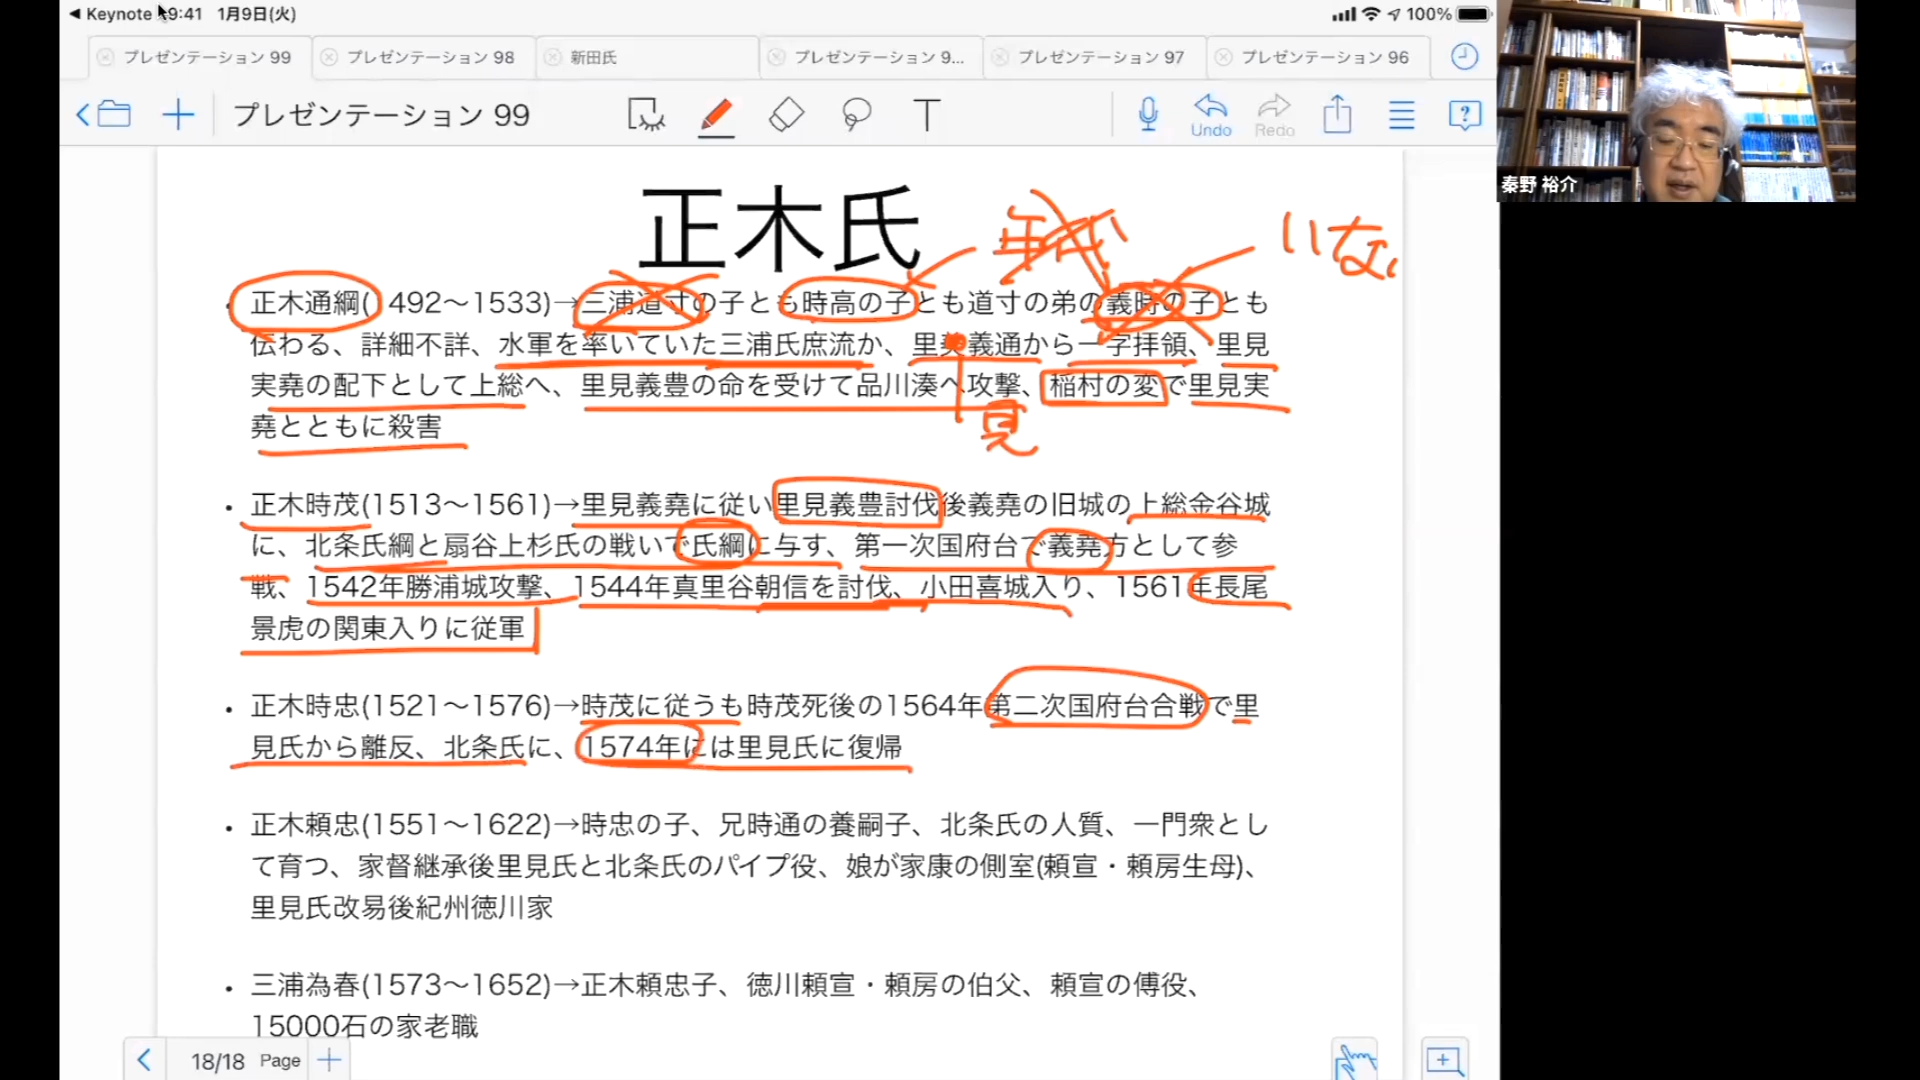 Keynote 9:41 1月9日(火) 100%
プレゼンテーション 99 プレゼンテーション 98 新田氏 プレゼンテーション 9... プレゼンテーション 97 プレゼンテーション 96
プレゼンテーション 99 T Undo Redo
秦野 裕介
正木氏
年代
いない
・正木通綱( 492〜1533)→三浦道寸の子とも時高の子とも道寸の弟の義時の子とも
伝わる、詳細不詳、水軍を率いていた三浦氏庶流か、里美義通から一字拝領、里見
実堯の配下として上総へ、里見義豊の命を受けて品川湊へ攻撃、稲村の変で里見実
堯とともに殺害
見
・正木時茂(1513〜1561)→里見義堯に従い里見義豊討伐後義堯の旧城の上総金谷城
に、北条氏綱と扇谷上杉氏の戦いで氏綱に与す、第一次国府台で義堯方として参
戦、1542年勝浦城攻撃、1544年真里谷朝信を討伐、小田喜城入り、1561年長尾
景虎の関東入りに従軍
・正木時忠(1521〜1576)→時茂に従うも時茂死後の1564年第二次国府台合戦で里
見氏から離反、北条氏に、1574年には里見氏に復帰
・正木頼忠(1551〜1622)→時忠の子、兄時通の養嗣子、北条氏の人質、一門衆とし
て育つ、家督継承後里見氏と北条氏のパイプ役、娘が家康の側室(頼宣・頼房生母)、
里見氏改易後紀州徳川家
・三浦為春(1573〜1652)→正木頼忠子、徳川頼宣・頼房の伯父、頼宣の傅役、
15000石の家老職
18/18 Page